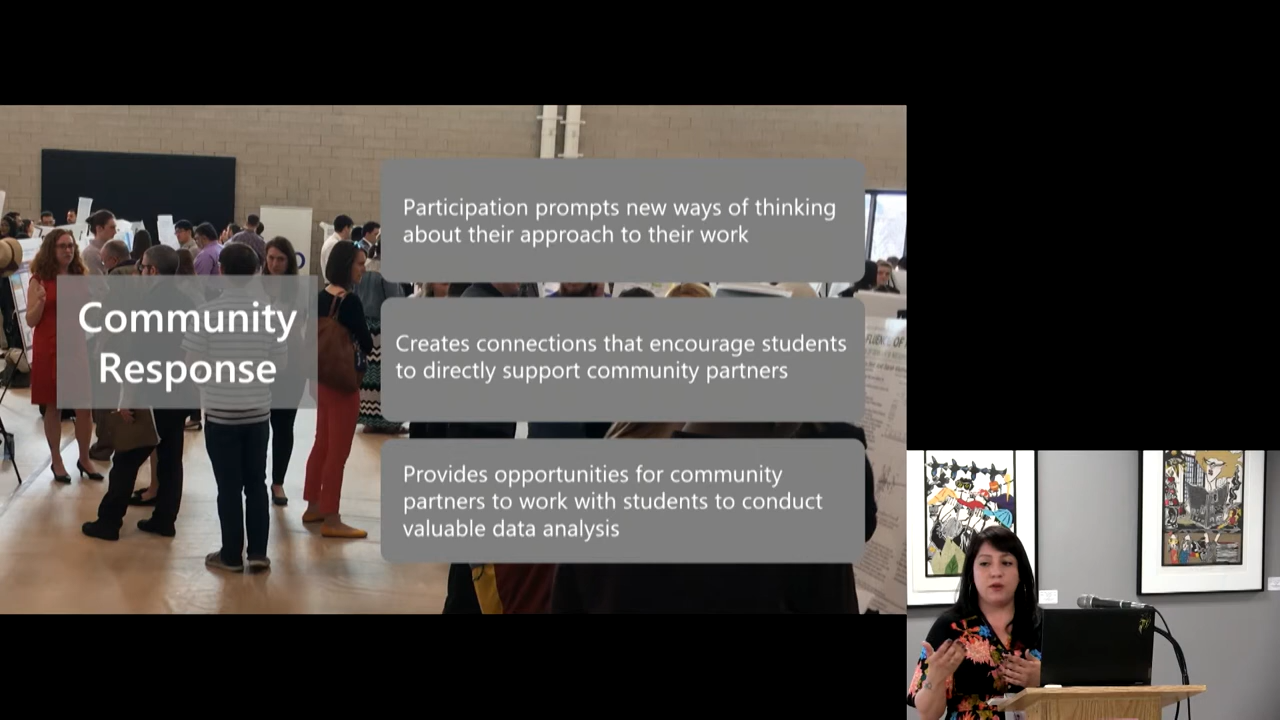 Community
Response
Participation prompts new ways of thinking
about their approach to their work
Creates connections that encourage students
to directly support community partners
Provides opportunities for community
partners to work with students to conduct
valuable data analysis